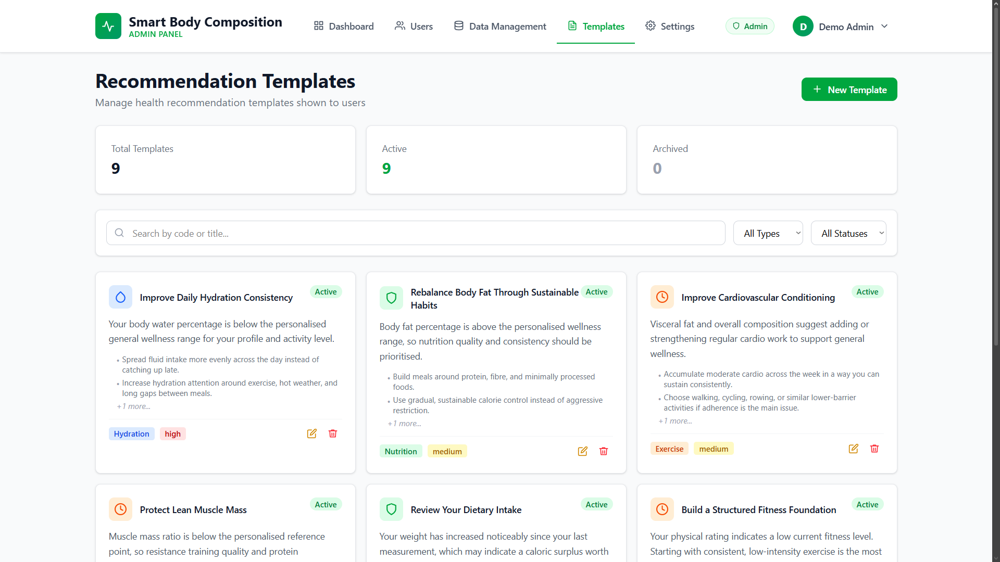 Smart Body Composition
ADMIN PANEL
Dashboard
Users
Data Management
Templates
Settings
Admin
D
Demo Admin
Recommendation Templates
Manage health recommendation templates shown to users
New Template
Total Templates
9
Active
9
Archived
0
Search by code or title...
All Types
All Statuses
Improve Daily Hydration Consistency
Active
Your body water percentage is below the personalised
general wellness range for your profile and activity level.
• Spread fluid intake more evenly across the day instead of
catching up late.
• Increase hydration attention around exercise, hot weather, and
long gaps between meals.
+1 more...
Hydration
high
Rebalance Body Fat Through Sustainable
Habits
Active
Body fat percentage is above the personalised wellness
range, so nutrition quality and consistency should be
prioritised.
• Build meals around protein, fibre, and minimally processed
foods.
• Use gradual, sustainable calorie control instead of aggressive
restriction.
+1 more...
Nutrition
medium
Improve Cardiovascular Conditioning
Active
Visceral fat and overall composition suggest adding or
strengthening regular cardio work to support general
wellness.
• Accumulate moderate cardio across the week in a way you can
sustain consistently.
• Choose walking, cycling, rowing, or similar lower-barrier
activities if adherence is the main issue.
+1 more...
Exercise
medium
Protect Lean Muscle Mass
Active
Muscle mass ratio is below the personalised reference
point, so resistance training quality and protein
Review Your Dietary Intake
Active
Your weight has increased noticeably since your last
measurement, which may indicate a caloric surplus worth
Build a Structured Fitness Foundation
Active
Your physical rating indicates a low current fitness level.
Starting with consistent, low-intensity exercise is the most